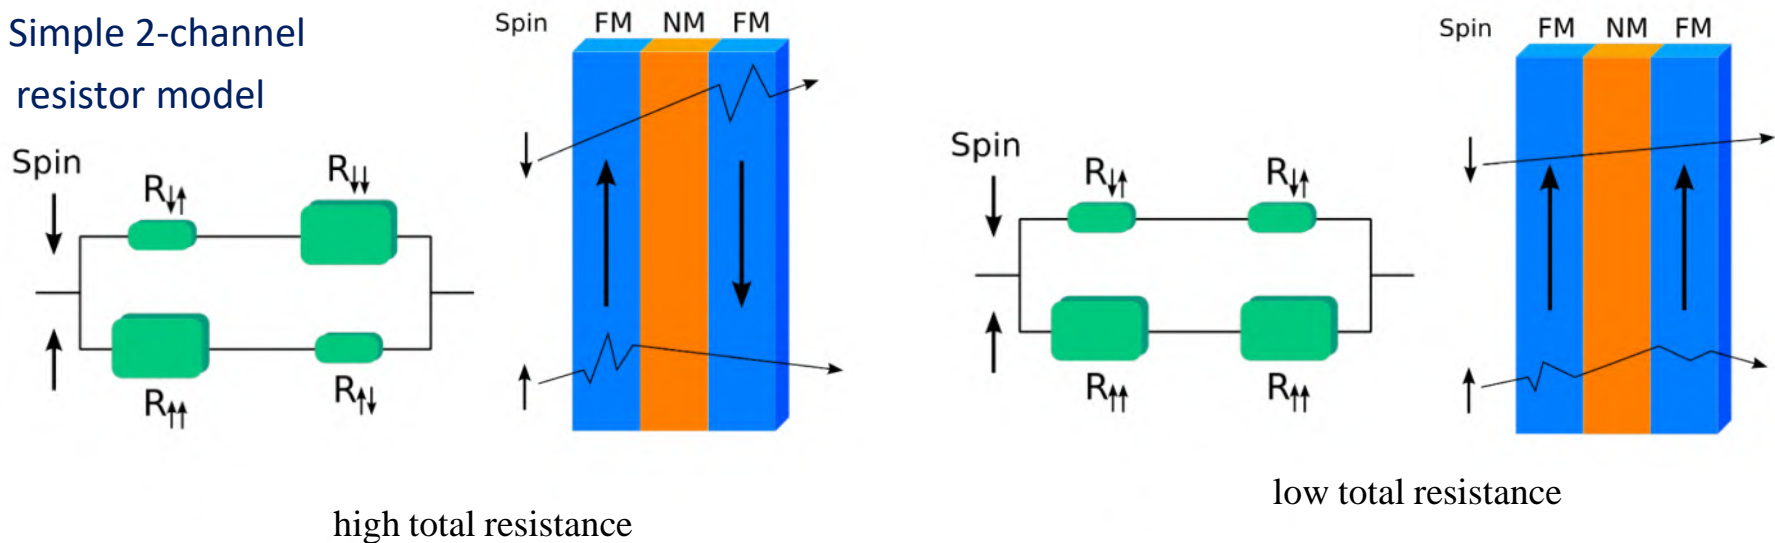 Simple 2-channel
resistor model
Spin
R↓↑
R↓↓
R↑↑
R↑↓
Spin FM NM FM
high total resistance
Spin
R↓↑
R↓↑
R↑↑
R↑↑
Spin FM NM FM
low total resistance